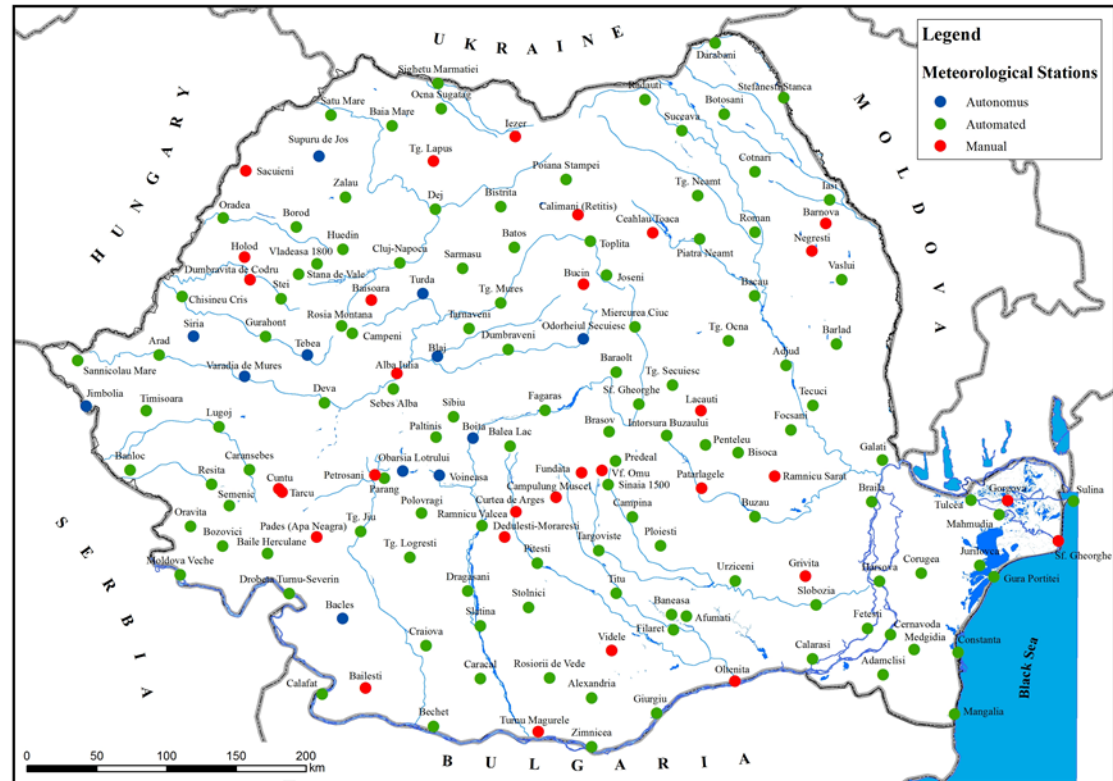 UKRAINE
HUNGARY
MOLDOVA
SERBIA
BULGARIA
Black Sea
Legend
Meteorological Stations
Autonomus
Automated
Manual
Darabani
Sighetu Marmatiei
Ocna Sugatag
Radauti
Stefanesti Stanca
Satu Mare
Baia Mare
Iezer
Suceava
Botosani
Supuru de Jos
Tg. Lapus
Sacuieni
Poiana Stampei
Cotnari
Zalau
Dej
Bistrita
Tg. Neamt
Iasi
Oradea
Borod
Calimani (Retitis)
Ceahlau Toaca
Roman
Barnova
Holod
Vladeasa 1800
Huedin
Cluj-Napocu
Sarmasu
Batos
Toplita
Piatra Neamt
Negresti
Dumbravita de Codru
Stana de Vale
Stei
Baisoara
Turda
Bucin
Joseni
Bacau
Vaslui
Chisineu Cris
Tg. Mures
Siria
Gurahont
Rosia Montana
Campeni
Tarnaveni
Dumbraveni
Odorheiul Secuiesc
Miercurea Ciuc
Tg. Ocna
Barlad
Tebea
Blaj
Arad
Sannicolau Mare
Varadia de Mures
Alba Iulia
Baraolt
Tg. Secuiesc
Adjud
Jimbolia
Timisoara
Deva
Sebes Alba
Sibiu
Fagaras
Sf. Gheorghe
Lacauti
Tecuci
Lugoj
Paltinis
Boita
Balea Lac
Brasov
Intorsura Buzaului
Focsani
Penteleu
Bisoca
Galati
Banloc
Resita
Caransebes
Petrosani
Obarsia Lotrului
Voineasa
Fundata
Predeal
Vf. Omu
Sinaia 1500
Patarlagele
Ramnicu Sarat
Cuntu
Tarcu
Semenic
Parang
Polovragi
Campulung Muscel
Curtea de Arges
Campina
Buzau
Braila
Tulcea
Gorgova
Sulina
Mahmudia
Oravita
Bozovici
Pades (Apa Neagra)
Tg. Jiu
Ramnicu Valcea
Dedulesti-Moraresti
Targoviste
Ploiesti
Sf. Gheorghe
Baile Herculane
Tg. Logresti
Pitesti
Moldova Veche
Drobeta Turnu-Severin
Dragasani
Stolnici
Titu
Urziceni
Grivita
Slobozia
Harsova
Corugea
Jurilovca
Gura Portitei
Bacles
Slatina
Baneasa
Afumati
Filaret
Fetesti
Cernavoda
Medgidia
Constanta
Craiova
Caracal
Rosiorii de Vede
Videle
Calarasi
Adamclisi
Calafat
Bailesti
Alexandria
Oltenita
Giurgiu
Mangalia
Bechet
Turnu Magurele
Zimnicea
0 50 100 150 200
km